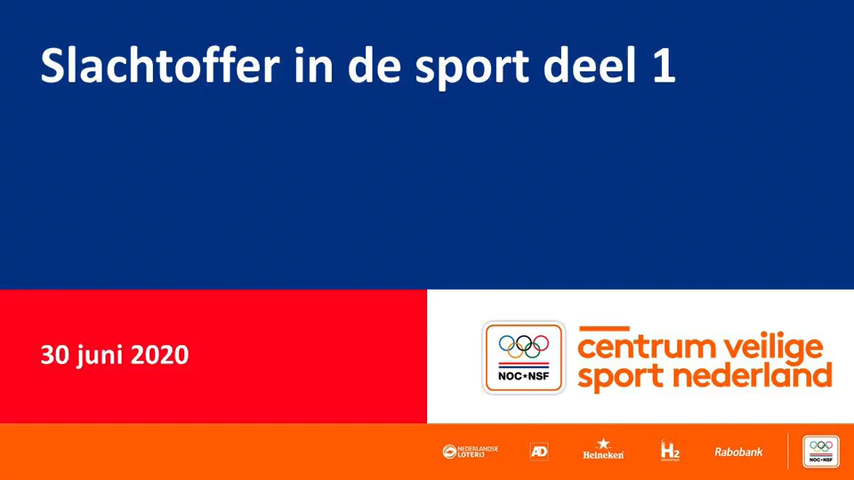 Slachtoffer in de sport deel 1
30 juni 2020
NOC★NSF
centrum veilige
sport nederland
NEDERLANDSE
LOTERIJ
AD
Heineken
H2
Rabobank
NOC★NSF